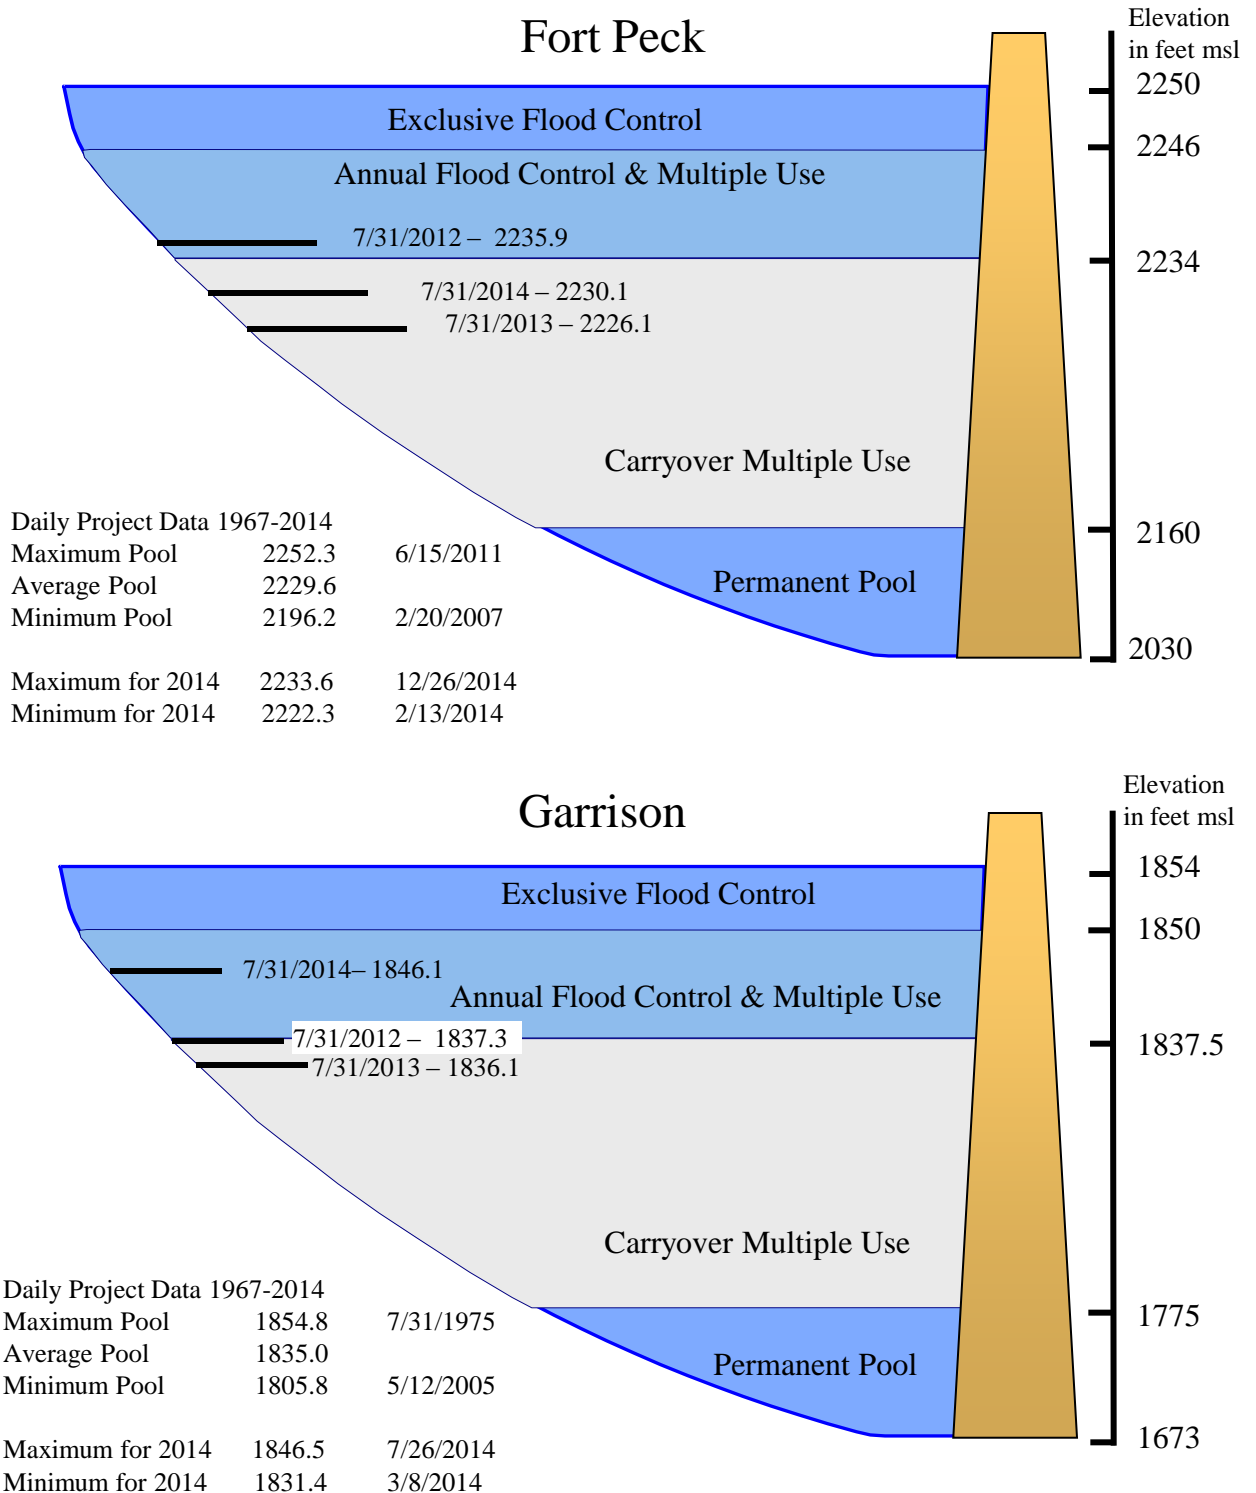 Fort Peck
Elevation
in feet msl
2250
Exclusive Flood Control
2246
Annual Flood Control & Multiple Use
7/31/2012 – 2235.9
2234
7/31/2014 – 2230.1
7/31/2013 – 2226.1
Carryover Multiple Use
2160
Permanent Pool
2030
Daily Project Data 1967-2014
Maximum Pool 2252.3 6/15/2011
Average Pool 2229.6
Minimum Pool 2196.2 2/20/2007
Maximum for 2014 2233.6 12/26/2014
Minimum for 2014 2222.3 2/13/2014
Garrison
Elevation
in feet msl
1854
Exclusive Flood Control
1850
7/31/2014– 1846.1
Annual Flood Control & Multiple Use
7/31/2012 – 1837.3
1837.5
7/31/2013 – 1836.1
Carryover Multiple Use
1775
Permanent Pool
1673
Daily Project Data 1967-2014
Maximum Pool 1854.8 7/31/1975
Average Pool 1835.0
Minimum Pool 1805.8 5/12/2005
Maximum for 2014 1846.5 7/26/2014
Minimum for 2014 1831.4 3/8/2014